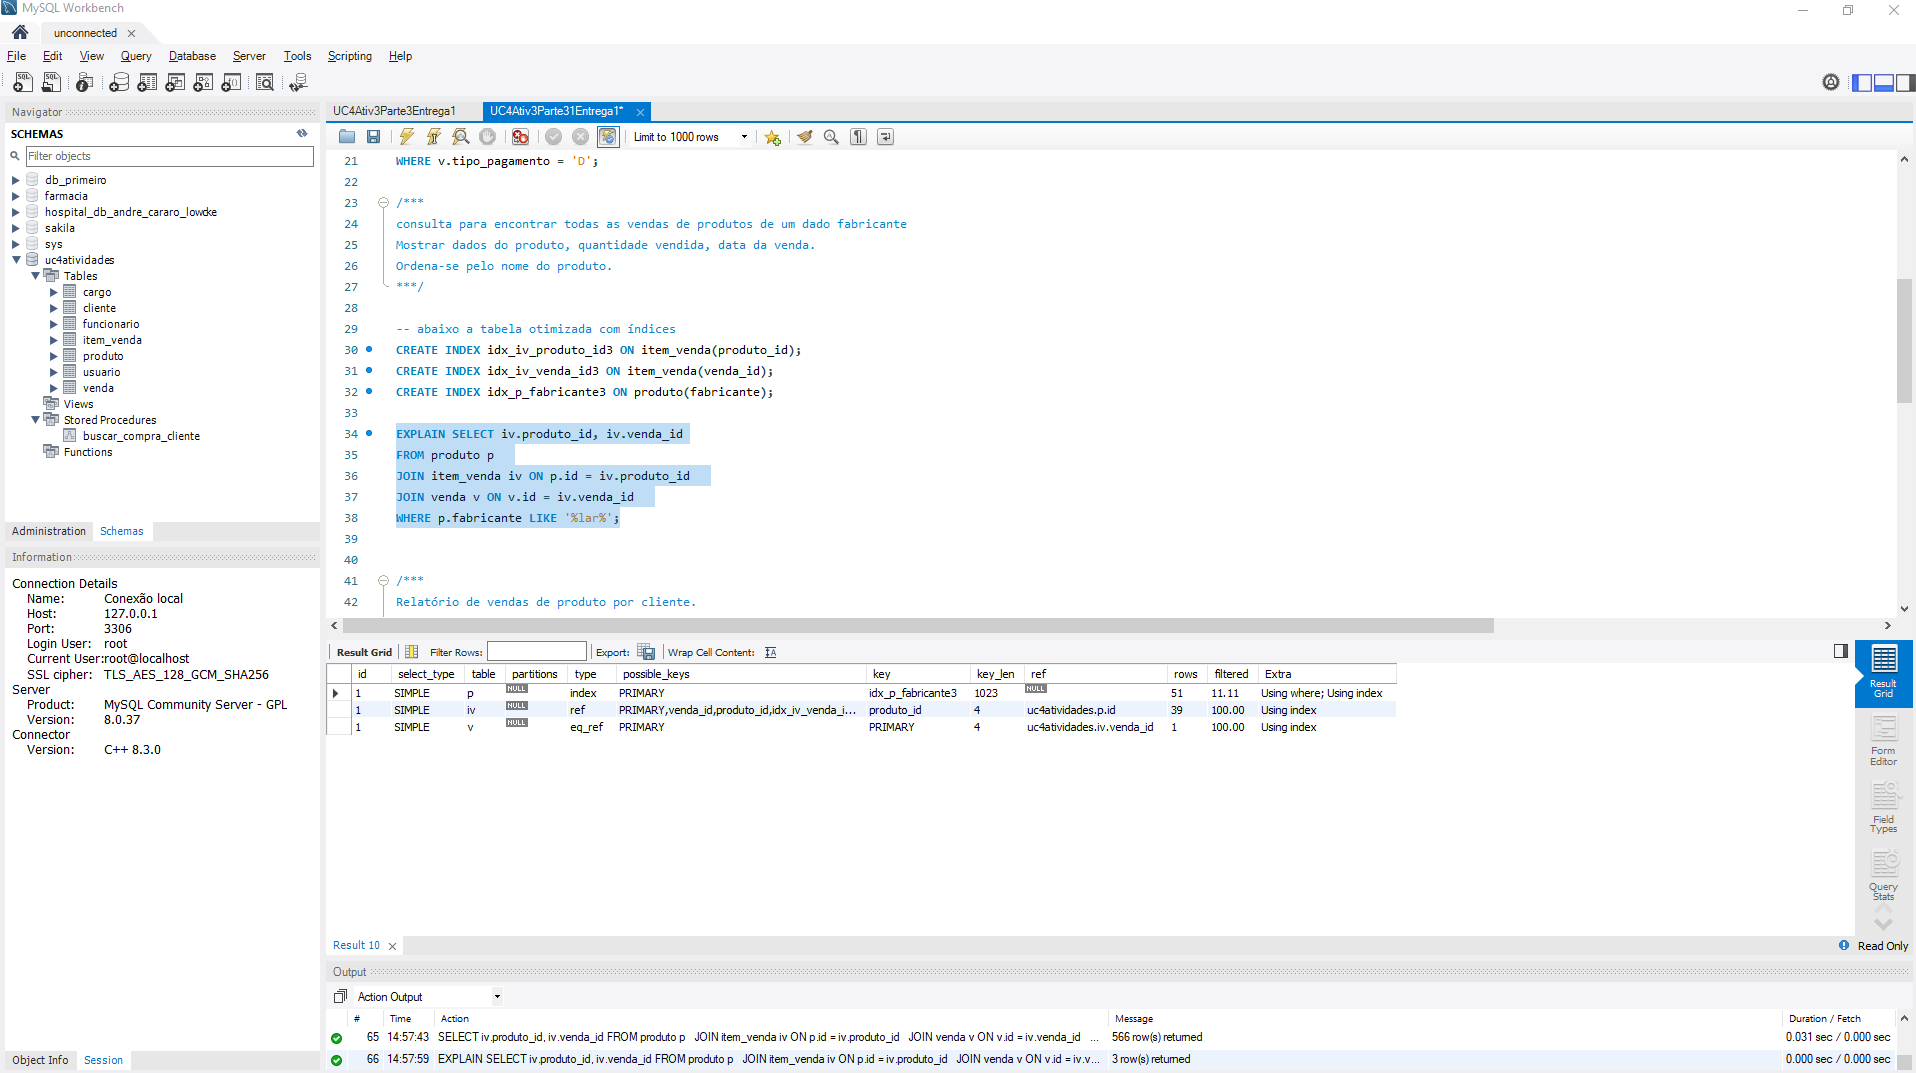 MySQL Workbench
unconnected
File Edit View Query Database Server Tools Scripting Help
Navigator
SCHEMAS
Filter objects
db_primeiro
farmacia
hospital_db_andre_cararo_lowcke
sakila
sys
uc4atividades
Tables
cargo
cliente
funcionario
item_venda
produto
usuario
venda
Views
Stored Procedures
buscar_compra_cliente
Functions
Administration Schemas
Information
Connection Details
Name: Conexão local
Host: 127.0.0.1
Port: 3306
Login User: root
Current User:root@localhost
SSL cipher: TLS_AES_128_GCM_SHA256
Server
Product: MySQL Community Server - GPL
Version: 8.0.37
Connector
Version: C++ 8.3.0
Object Info Session
UC4Ativ3Parte3Entrega1 UC4Ativ3Parte31Entrega1*
Limit to 1000 rows
21 WHERE v.tipo_pagamento = 'D';
22
23 /***
24 consulta para encontrar todas as vendas de produtos de um dado fabricante
25 Mostrar dados do produto, quantidade vendida, data da venda.
26 Ordena-se pelo nome do produto.
27 ***/
28
29 -- abaixo a tabela otimizada com índices
30 CREATE INDEX idx_iv_produto_id3 ON item_venda(produto_id);
31 CREATE INDEX idx_iv_venda_id3 ON item_venda(venda_id);
32 CREATE INDEX idx_p_fabricante3 ON produto(fabricante);
33
34 EXPLAIN SELECT iv.produto_id, iv.venda_id
35 FROM produto p
36 JOIN item_venda iv ON p.id = iv.produto_id
37 JOIN venda v ON v.id = iv.venda_id
38 WHERE p.fabricante LIKE '%lar%';
39
40
41 /***
42 Relatório de vendas de produto por cliente.
Result Grid Filter Rows: Export: Wrap Cell Content:
id select_type table partitions type possible_keys key key_len ref rows filtered Extra
1 SIMPLE p NULL index PRIMARY idx_p_fabricante3 1023 NULL 51 11.11 Using where; Using index
1 SIMPLE iv NULL ref PRIMARY,venda_id,produto_id,idx_iv_venda_i... produto_id 4 uc4atividades.p.id 39 100.00 Using index
1 SIMPLE v NULL eq_ref PRIMARY PRIMARY 4 uc4atividades.iv.venda_id 1 100.00 Using index
Result
Grid
Form
Editor
Field
Types
Query
Stats
Result 10
Read Only
Output
Action Output
# Time Action Message Duration / Fetch
65 14:57:43 SELECT iv.produto_id, iv.venda_id FROM produto p JOIN item_venda iv ON p.id = iv.produto_id JOIN venda v ON v.id = iv.venda_id ... 566 row(s) returned 0.031 sec / 0.000 sec
66 14:57:59 EXPLAIN SELECT iv.produto_id, iv.venda_id FROM produto p JOIN item_venda iv ON p.id = iv.produto_id JOIN venda v ON v.id = iv.v... 3 row(s) returned 0.000 sec / 0.000 sec